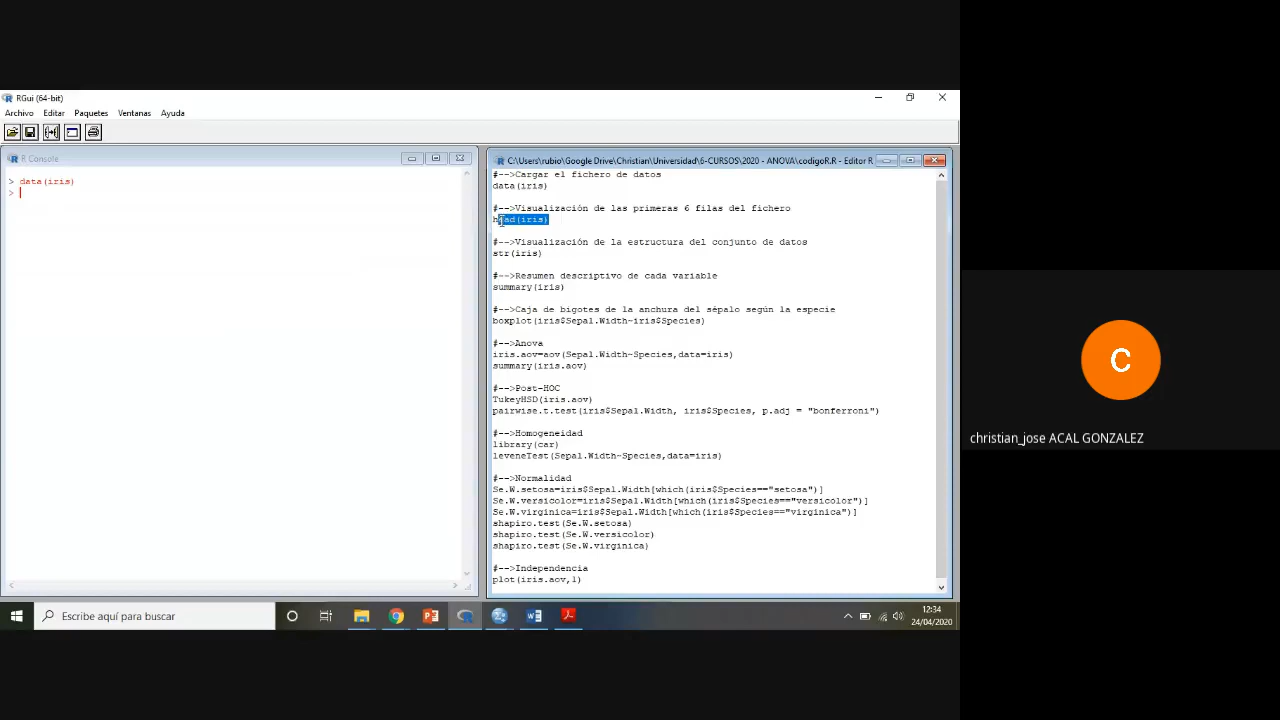 RGui (64-bit)
Archivo Editar Paquetes Ventanas Ayuda
R Console
> data(iris)
>
C:\Users\rubio\Google Drive\Christian\Universidad\6-CURSOS\2020 - ANOVA\codigoR.R - Editor R
#-->Cargar el fichero de datos
data(iris)
#-->Visualización de las primeras 6 filas del fichero
head(iris)
#-->Visualización de la estructura del conjunto de datos
str(iris)
#-->Resumen descriptivo de cada variable
summary(iris)
#-->Caja de bigotes de la anchura del sépalo según la especie
boxplot(iris$Sepal.Width~iris$Species)
#-->Anova
iris.aov=aov(Sepal.Width~Species,data=iris)
summary(iris.aov)
#-->Post-HOC
TukeyHSD(iris.aov)
pairwise.t.test(iris$Sepal.Width, iris$Species, p.adj = "bonferroni")
#-->Homogeneidad
library(car)
leveneTest(Sepal.Width~Species,data=iris)
#-->Normalidad
Se.W.setosa=iris$Sepal.Width[which(iris$Species=="setosa")]
Se.W.versicolor=iris$Sepal.Width[which(iris$Species=="versicolor")]
Se.W.virginica=iris$Sepal.Width[which(iris$Species=="virginica")]
shapiro.test(Se.W.setosa)
shapiro.test(Se.W.versicolor)
shapiro.test(Se.W.virginica)
#-->Independencia
plot(iris.aov,1)
Escribe aquí para buscar
12:34
24/04/2020
C
christian_jose ACAL GONZALEZ